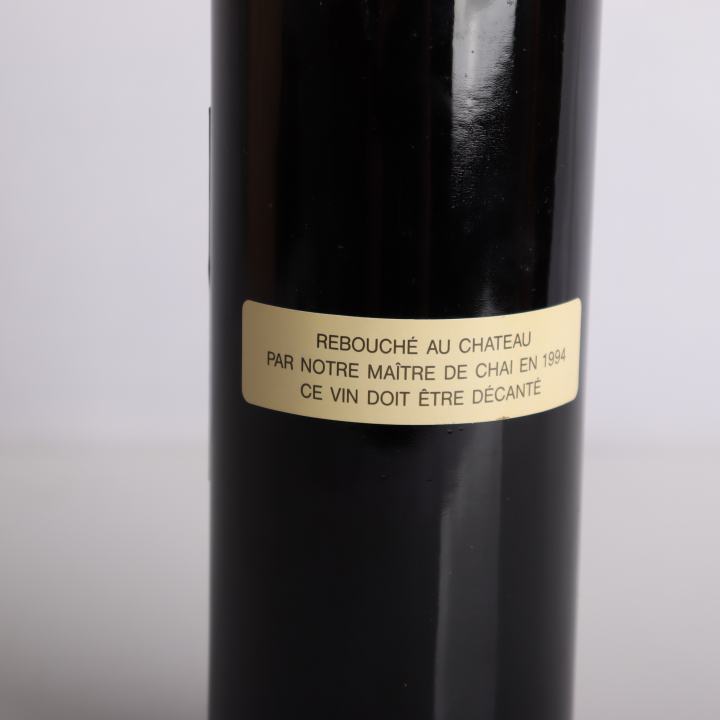 REBOUCHÉ AU CHATEAU
PAR NOTRE MAÎTRE DE CHAI EN 1994
CE VIN DOIT ÊTRE DÉCANTÉ